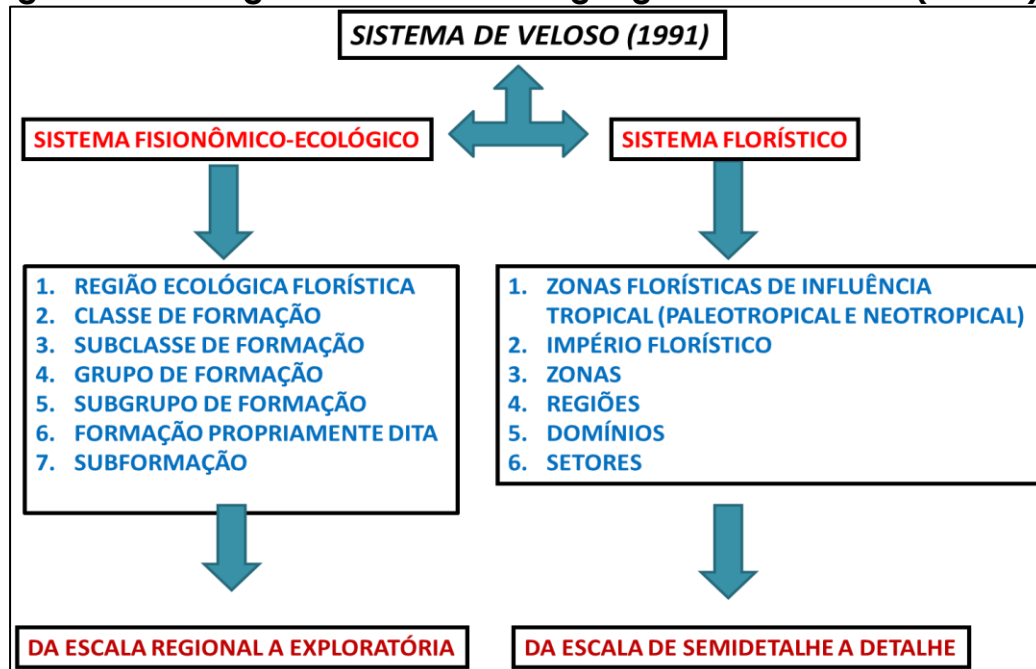 SISTEMA DE VELOSO (1991)
SISTEMA FISIONÔMICO-ECOLÓGICO
SISTEMA FLORÍSTICO
1. REGIÃO ECOLÓGICA FLORÍSTICA
2. CLASSE DE FORMAÇÃO
3. SUBCLASSE DE FORMAÇÃO
4. GRUPO DE FORMAÇÃO
5. SUBGRUPO DE FORMAÇÃO
6. FORMAÇÃO PROPRIAMENTE DITA
7. SUBFORMAÇÃO
1. ZONAS FLORÍSTICAS DE INFLUÊNCIA
TROPICAL (PALEOTROPICAL E NEOTROPICAL)
2. IMPÉRIO FLORÍSTICO
3. ZONAS
4. REGIÕES
5. DOMÍNIOS
6. SETORES
DA ESCALA REGIONAL A EXPLORATÓRIA
DA ESCALA DE SEMIDETALHE A DETALHE